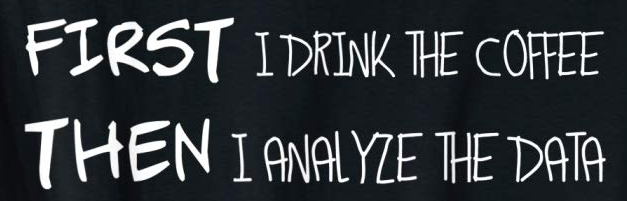 FIRST I DRINK THE COFFEE
THEN I ANALYZE THE DATA